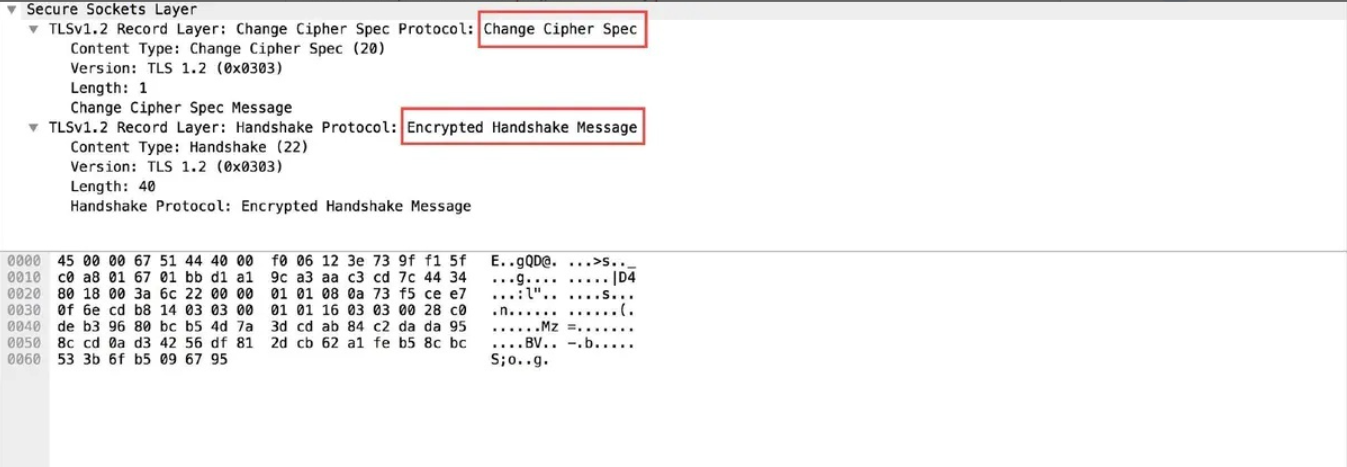 Secure Sockets Layer
TLSv1.2 Record Layer: Change Cipher Spec Protocol: Change Cipher Spec
Content Type: Change Cipher Spec (20)
Version: TLS 1.2 (0x0303)
Length: 1
Change Cipher Spec Message
TLSv1.2 Record Layer: Handshake Protocol: Encrypted Handshake Message
Content Type: Handshake (22)
Version: TLS 1.2 (0x0303)
Length: 40
Handshake Protocol: Encrypted Handshake Message
0000 45 00 00 67 51 44 40 00 f0 06 12 3e 73 9f f1 5f E..gQD@. ...>s.._
0010 c0 a8 01 67 01 bb d1 a1 9c a3 aa c3 cd 7c 44 34 ...g.... .....|D4
0020 80 18 00 3a 6c 22 00 00 01 01 08 0a 73 f5 ce e7 ...:l".. ....s...
0030 0f 6e cd b8 14 03 03 00 01 01 16 03 03 00 28 c0 .n...... ......(.
0040 de b3 96 80 bc b5 4d 7a 3d cd ab 84 c2 da da 95 ......Mz =.......
0050 8c cd 0a d3 42 56 df 81 2d cb 62 a1 fe b5 8c bc ....BV.. -.b.....
0060 53 3b 6f b5 09 67 95 S;o..g.